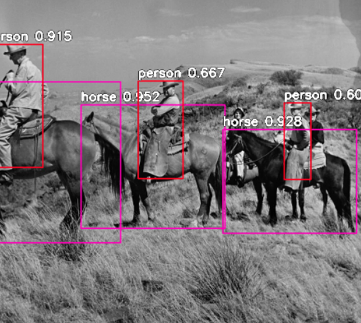 rson 0.915
person 0.667
horse 0.952
person 0.60
horse 0.928